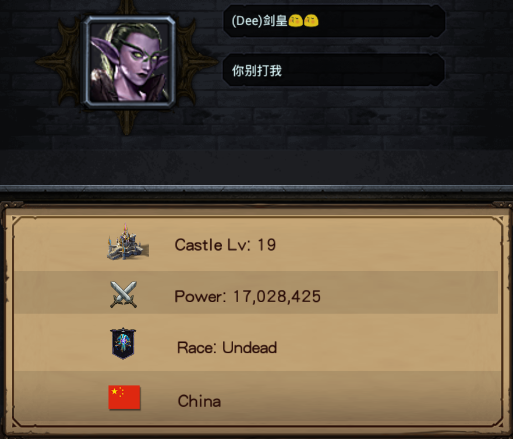 (Dee)剑皇🤫🤫
你别打我
Castle Lv: 19
Power: 17,028,425
Race: Undead
China